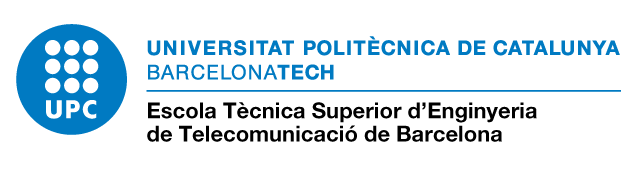 UPC
UNIVERSITAT POLITÈCNICA DE CATALUNYA
BARCELONATECH
Escola Tècnica Superior d’Enginyeria
de Telecomunicació de Barcelona